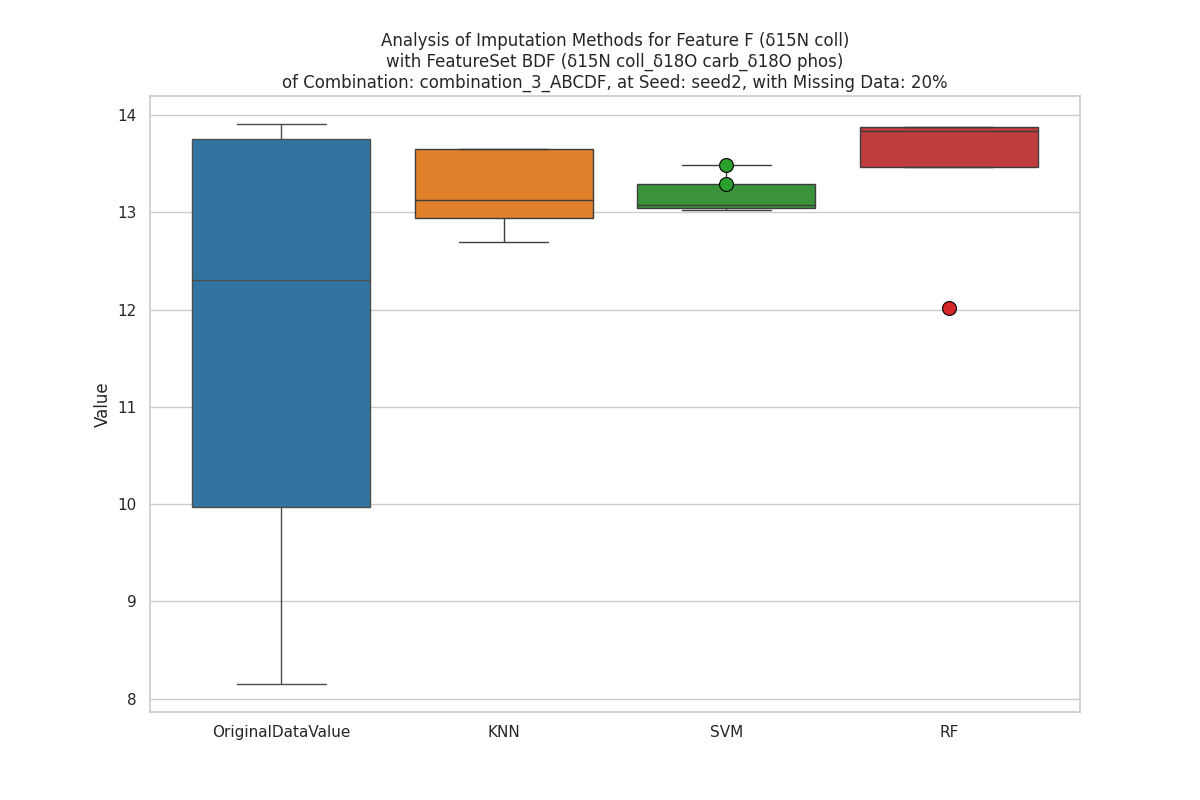 Analysis of Imputation Methods for Feature F (δ15N coll)
with FeatureSet BDF (δ15N coll_δ18O carb_δ18O phos)
of Combination: combination_3_ABCDF, at Seed: seed2, with Missing Data: 20%
14
13
12
11
10
9
8
Value
OriginalDataValue
KNN
SVM
RF